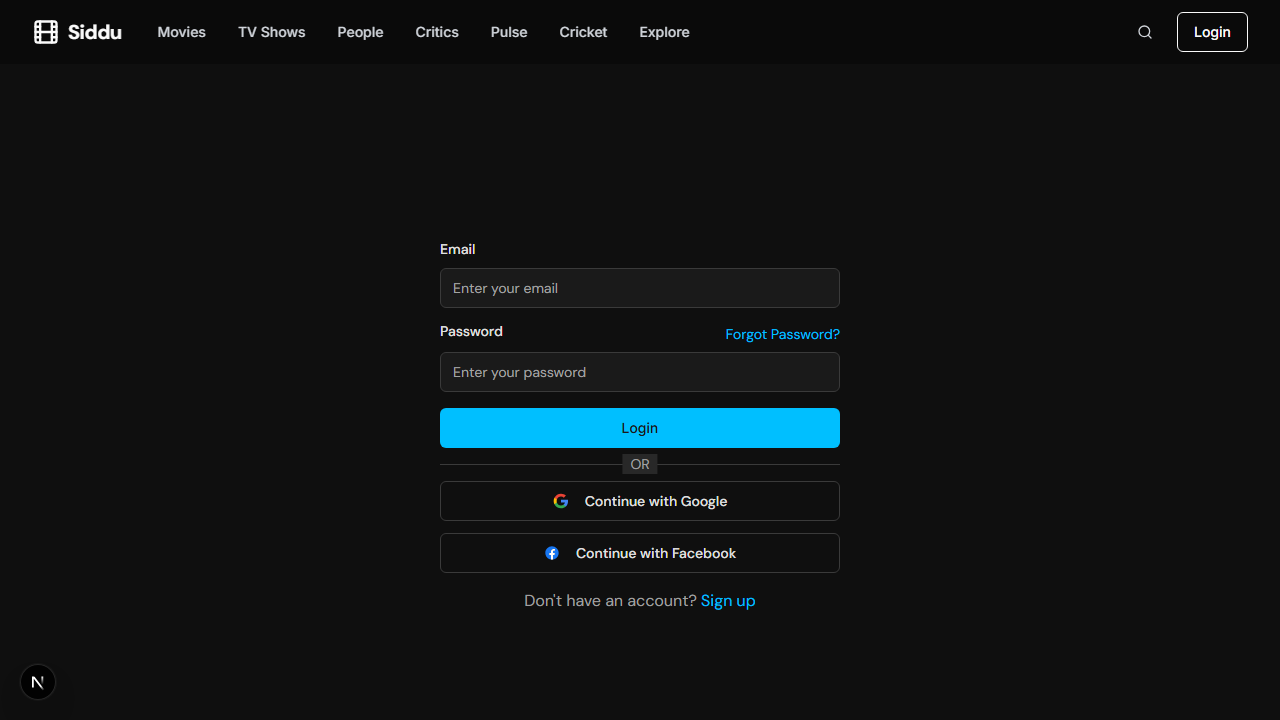 Siddu Movies TV Shows People Critics Pulse Cricket Explore Login
Email
Enter your email
Password Forgot Password?
Enter your password
Login
OR
Continue with Google
Continue with Facebook
Don't have an account? Sign up
N